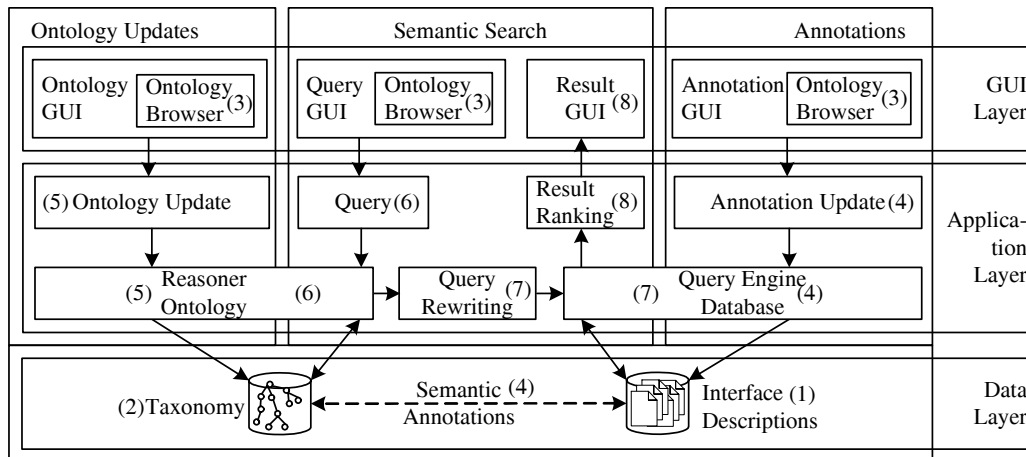 Ontology Updates
Semantic Search
Annotations
Ontology
GUI
Ontology
Browser
(3)
Query
GUI
Ontology
Browser
(3)
Result
GUI
(8)
Annotation
GUI
Ontology
Browser
(3)
GUI
Layer
(5) Ontology Update
Query (6)
Result
Ranking
(8)
Annotation Update (4)
Applica-
tion
Layer
(5)
Reasoner
Ontology
(6)
Query
Rewriting
(7)
(7)
Query Engine
Database
(4)
(2) Taxonomy
Semantic (4)
Annotations
Interface (1)
Descriptions
Data
Layer